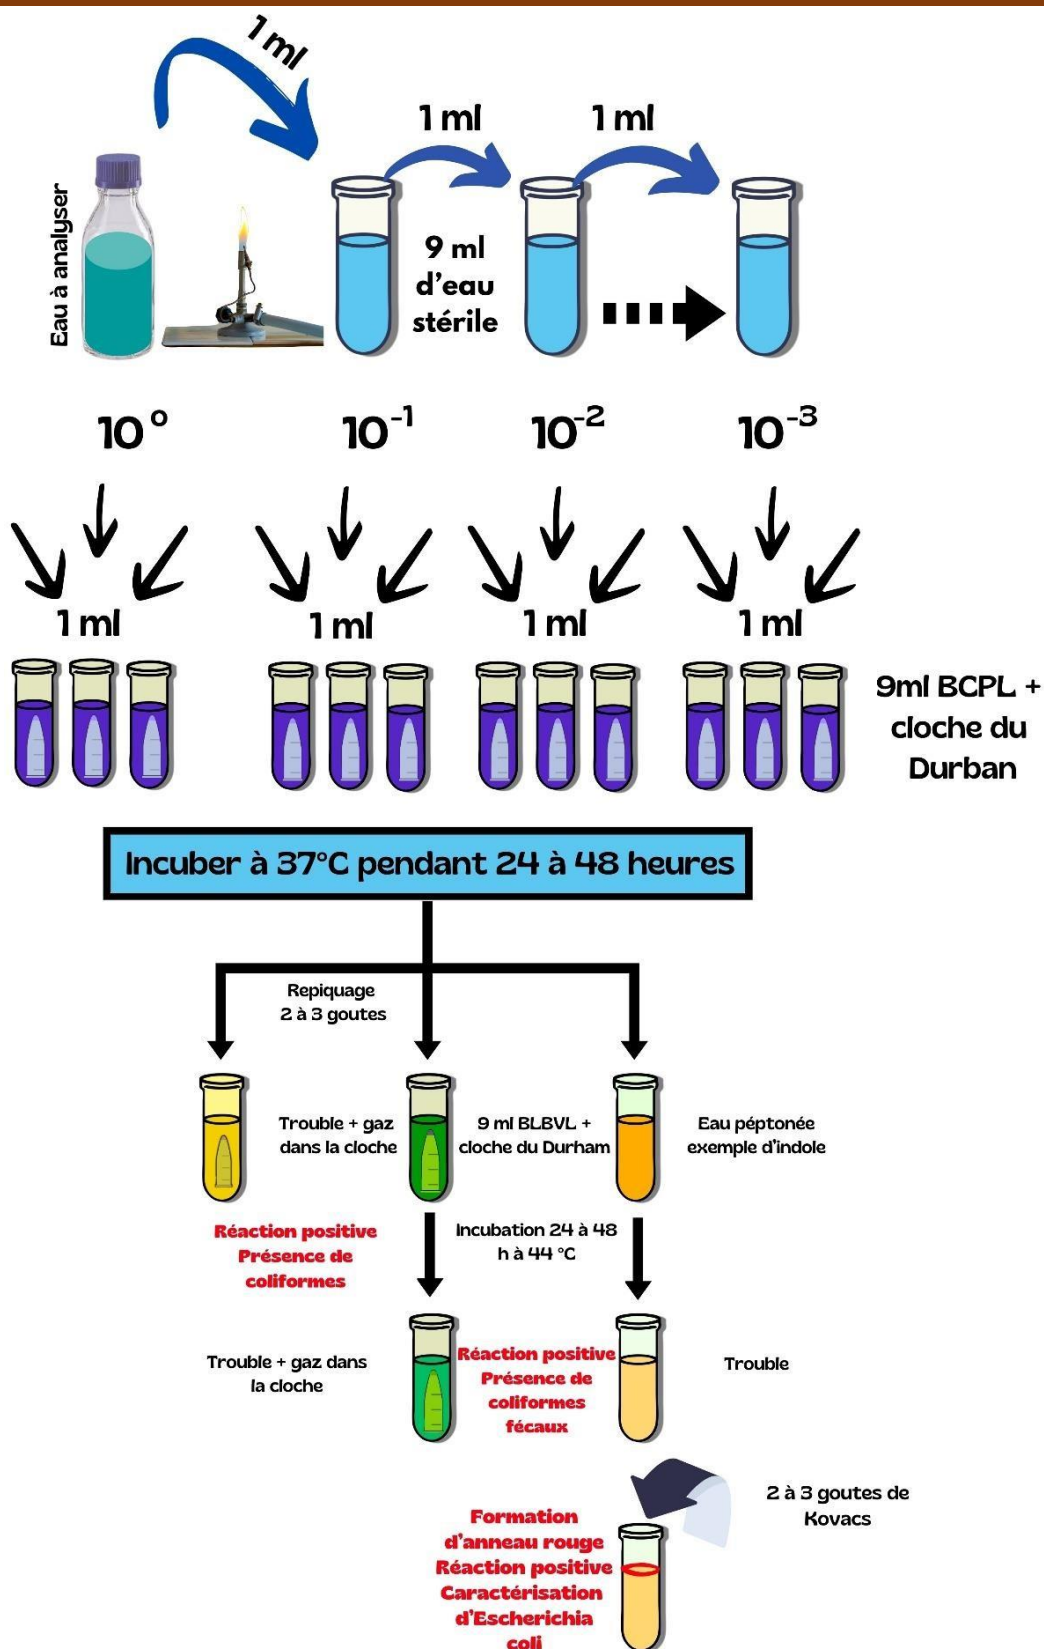 1 ml
1 ml
1 ml
Eau à analyser
9 ml
d'eau
stérile
10⁰
10⁻¹
10⁻²
10⁻³
1 ml
1 ml
1 ml
1 ml
9ml BCPL +
cloche du
Durban
Incuber à 37°C pendant 24 à 48 heures
Repiquage
2 à 3 goutes
Trouble + gaz
dans la cloche
9 ml BLBVL +
cloche du Durham
Eau péptonée
exemple d'indole
Réaction positive
Présence de
coliformes
Incubation 24 à 48
h à 44 °C
Trouble + gaz dans
la cloche
Réaction positive
Présence de
coliformes
fécaux
Trouble
2 à 3 goutes de
Kovacs
Formation
d'anneau rouge
Réaction positive
Caractérisation
d'Escherichia
coli